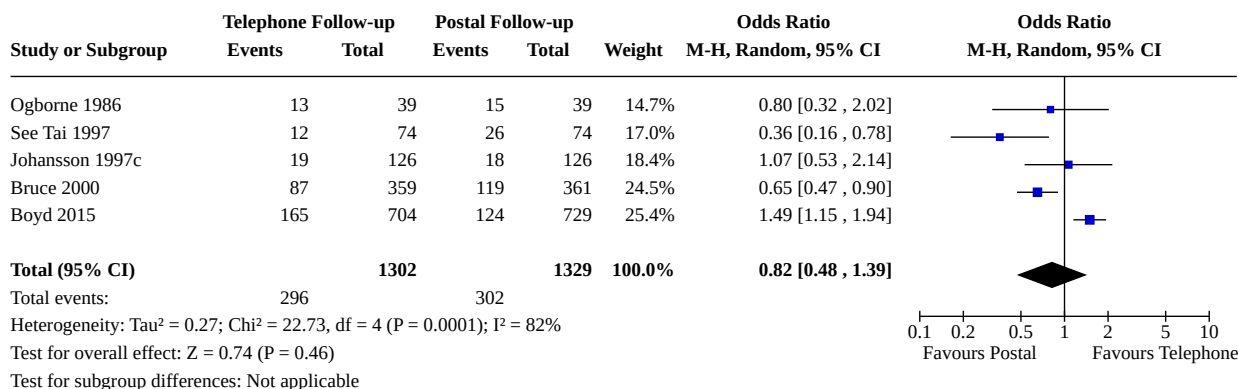 Telephone Follow-up Postal Follow-up Odds Ratio Odds Ratio
Study or Subgroup Events Total Events Total Weight M-H, Random, 95% CI M-H, Random, 95% CI
Ogborne 1986 13 39 15 39 14.7% 0.80 [0.32 , 2.02]
See Tai 1997 12 74 26 74 17.0% 0.36 [0.16 , 0.78]
Johansson 1997c 19 126 18 126 18.4% 1.07 [0.53 , 2.14]
Bruce 2000 87 359 119 361 24.5% 0.65 [0.47 , 0.90]
Boyd 2015 165 704 124 729 25.4% 1.49 [1.15 , 1.94]
Total (95% CI) 1302 1329 100.0% 0.82 [0.48 , 1.39]
Total events: 296 302
Heterogeneity: Tau² = 0.27; Chi² = 22.73, df = 4 (P = 0.0001); I² = 82%
Test for overall effect: Z = 0.74 (P = 0.46)
Test for subgroup differences: Not applicable
0.1 0.2 0.5 1 2 5 10
Favours Postal Favours Telephone